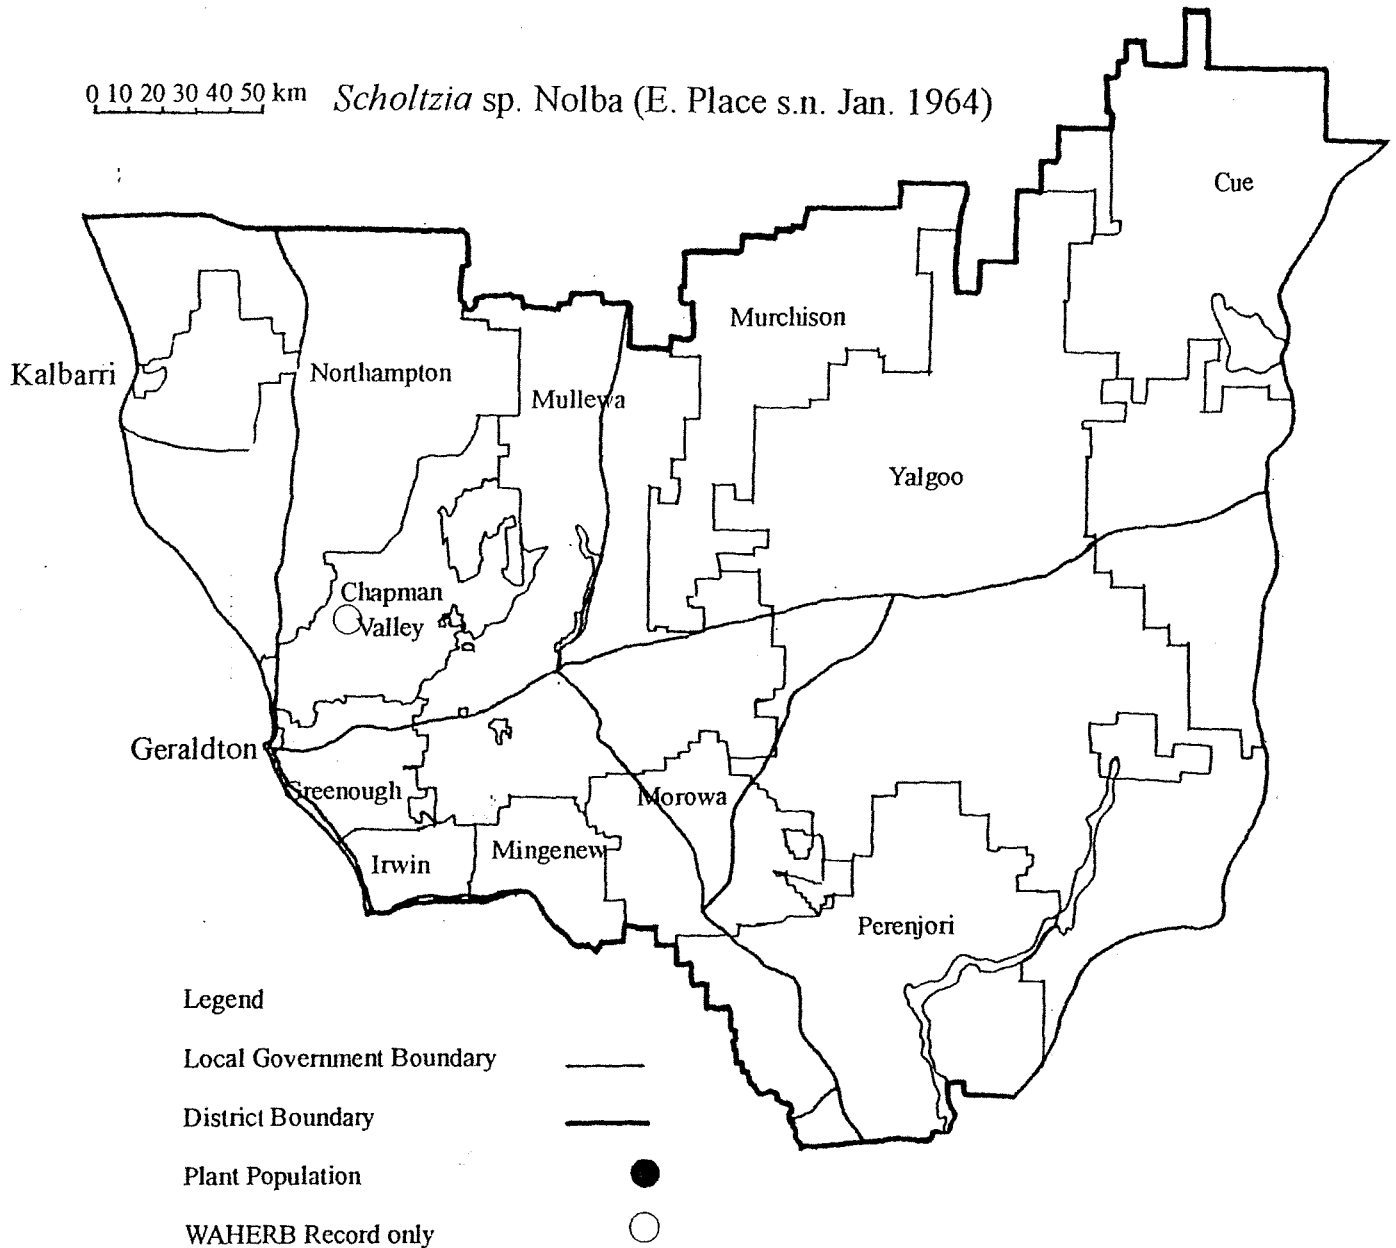 0 10 20 30 40 50 km
Scholtzia sp. Nolba (E. Place s.n. Jan. 1964)
Cue
Murchison
Kalbarri
Northampton
Mullewa
Yalgoo
Chapman
Valley
Geraldton
Greenough
Morowa
Irwin
Mingenew
Perenjori
Legend
Local Government Boundary
District Boundary
Plant Population
WAHERB Record only